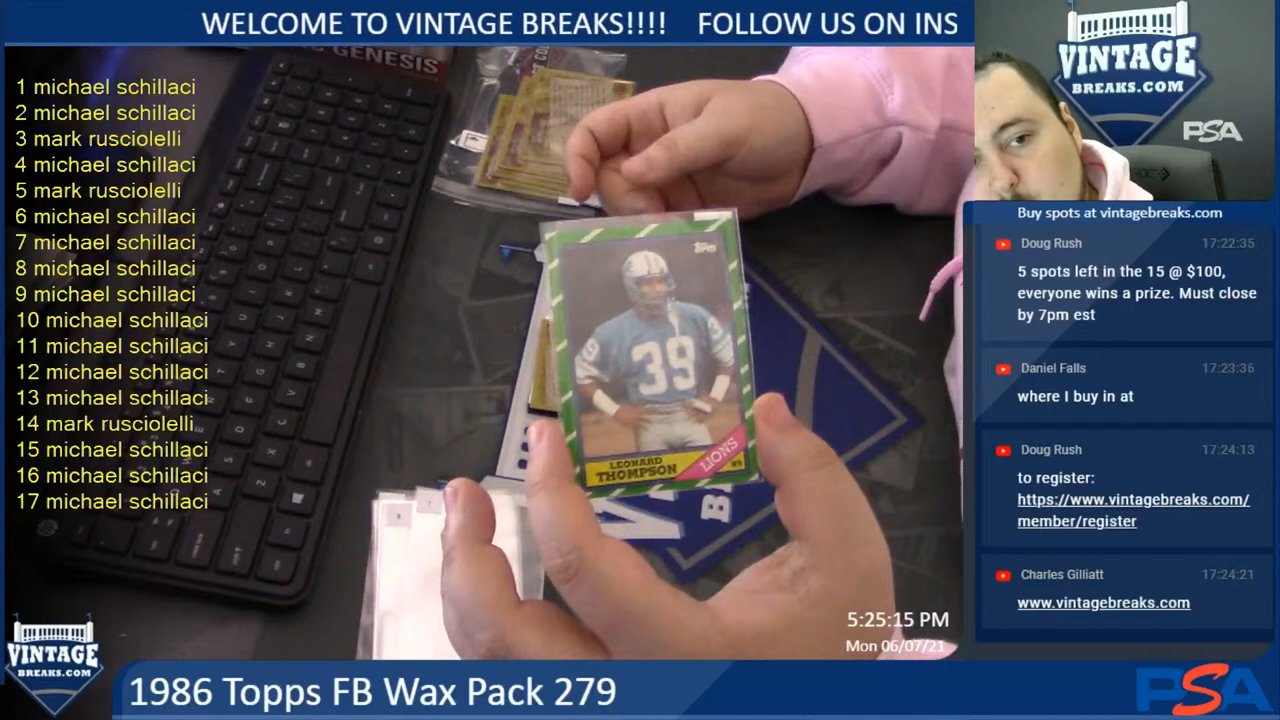 WELCOME TO VINTAGE BREAKS!!!! FOLLOW US ON INS
GENESIS
1 michael schillaci
2 michael schillaci
3 mark rusciolelli
4 michael schillaci
5 mark rusciolelli
6 michael schillaci
7 michael schillaci
8 michael schillaci
9 michael schillaci
10 michael schillaci
11 michael schillaci
12 michael schillaci
13 michael schillaci
14 mark rusciolelli
15 michael schillaci
16 michael schillaci
17 michael schillaci
Topps
39
LEONARD
THOMPSON
LIONS
VINTAGE
BREAKS.COM
PSA
Buy spots at vintagebreaks.com
Doug Rush 17:22:35
5 spots left in the 15 @ $100,
everyone wins a prize. Must close
by 7pm est
Daniel Falls 17:23:36
where I buy in at
Doug Rush 17:24:13
to register:
https://www.vintagebreaks.com/
member/register
Charles Gilliatt 17:24:21
www.vintagebreaks.com
5:25:15 PM
Mon 06/07/21
VINTAGE
BREAKS.COM
1986 Topps FB Wax Pack 279
PSA